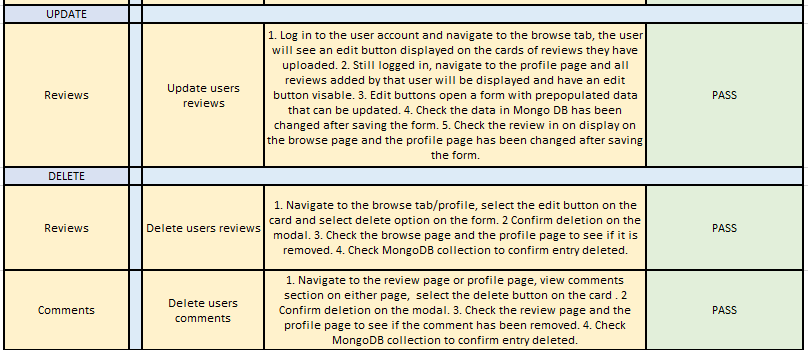 UPDATE
Reviews
Update users
reviews
1. Log in to the user account and navigate to the browse tab, the user
will see an edit button displayed on the cards of reviews they have
uploaded. 2. Still logged in, navigate to the profile page and all
reviews added by that user will be displayed and have an edit
button visable. 3. Edit buttons open a form with prepopulated data
that can be updated. 4. Check the data in Mongo DB has been
changed after saving the form. 5. Check the review in on display on
the browse page and the profile page has been changed after saving
the form.
PASS
DELETE
Reviews
Delete users reviews
1. Navigate to the browse tab/profile, select the edit button on the
card and select delete option on the form. 2 Confirm deletion on the
modal. 3. Check the browse page and the profile page to see if it is
removed. 4. Check MongoDB collection to confirm entry deleted.
PASS
Comments
Delete users
comments
1. Navigate to the review page or profile page, view comments
section on either page, select the delete button on the card . 2
Confirm deletion on the modal. 3. Check the review page and the
profile page to see if the comment has been removed. 4. Check
MongoDB collection to confirm entry deleted.
PASS